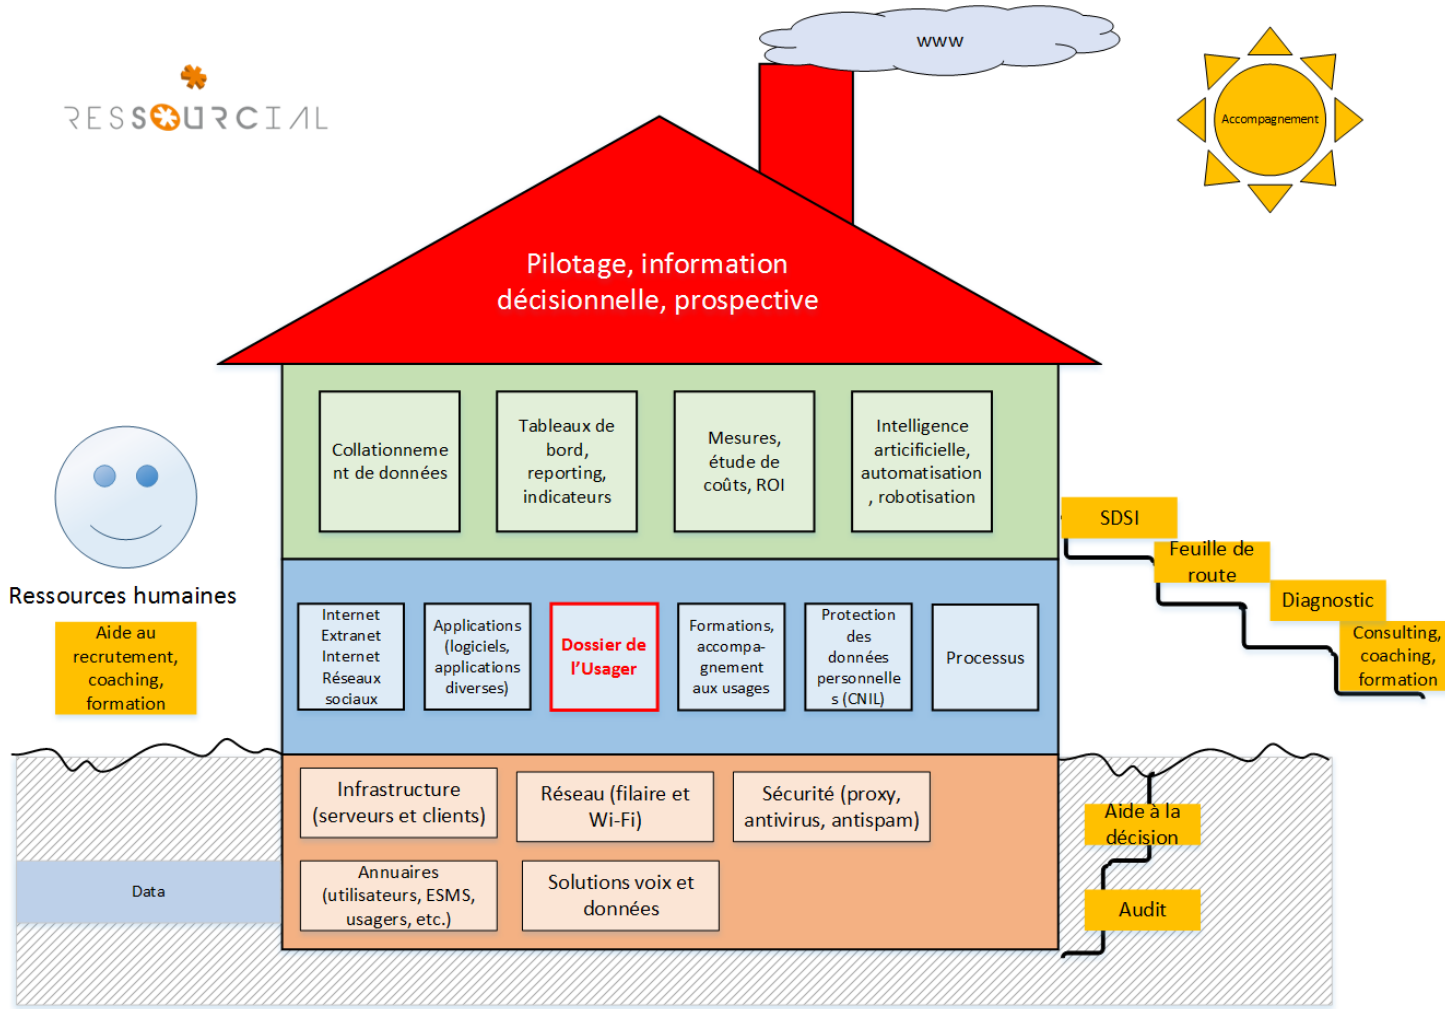 www
Accompagnement
RESSOURCIAL
Pilotage, information
décisionnelle, prospective
Collationneme
nt de données
Tableaux de
bord,
reporting,
indicateurs
Mesures,
étude de
coûts, ROI
Intelligence
articificielle,
automatisation
, robotisation
SDSI
Feuille de
route
Diagnostic
Consulting,
coaching,
formation
Ressources humaines
Aide au
recrutement,
coaching,
formation
Internet
Extranet
Internet
Réseaux
sociaux
Applications
(logiciels,
applications
diverses)
Dossier de
l’Usager
Formations,
accompa-
gnement
aux usages
Protection
des
données
personnelle
s (CNIL)
Processus
Infrastructure
(serveurs et clients)
Réseau (filaire et
Wi-Fi)
Sécurité (proxy,
antivirus, antispam)
Aide à la
décision
Data
Annuaires
(utilisateurs, ESMS,
usagers, etc.)
Solutions voix et
données
Audit